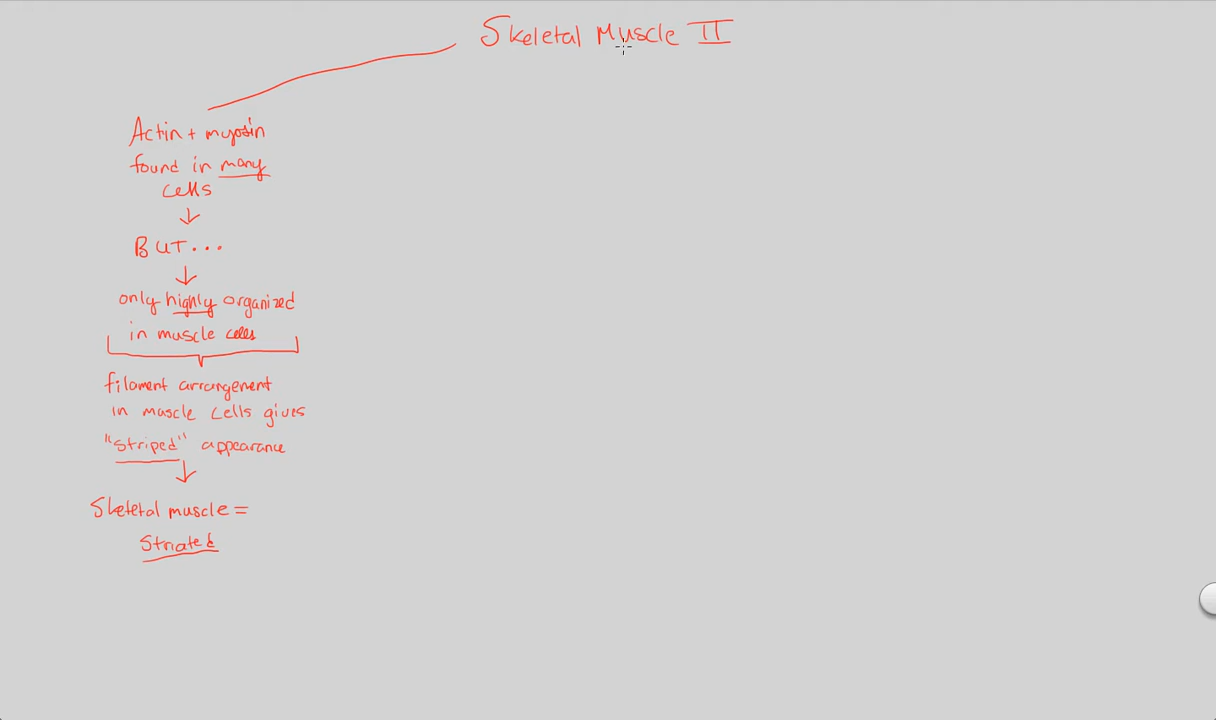 Skeletal Muscle II
Actin + myosin
found in many
cells
BUT...
only highly organized
in muscle cells
filament arrangement
in muscle cells gives
"striped" appearance
Skeletal muscle =
Striated